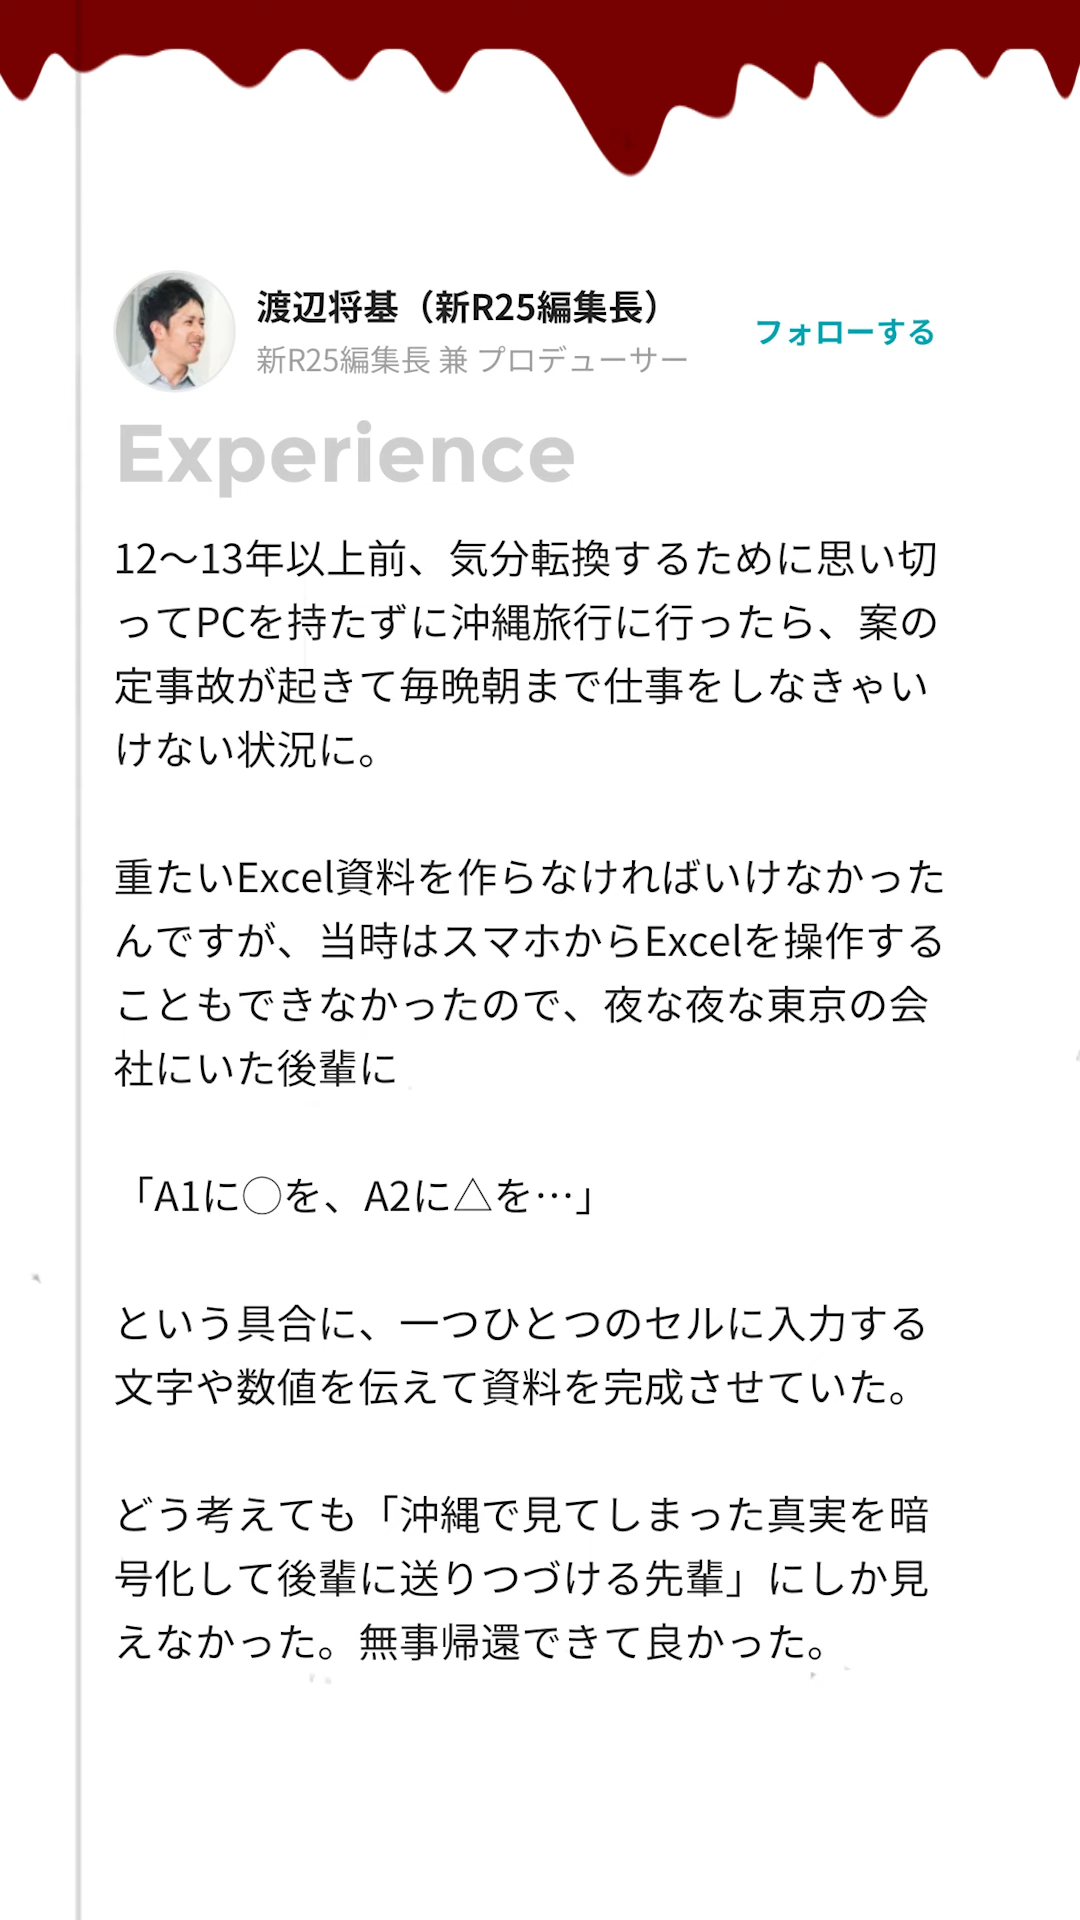 渡辺将基（新R25編集長）
新R25編集長 兼 プロデューサー
フォローする
Experience
12〜13年以上前、気分転換するために思い切
ってPCを持たずに沖縄旅行に行ったら、案の
定事故が起きて毎晩朝まで仕事をしなきゃい
けない状況に。
重たいExcel資料を作らなければいけなかった
んですが、当時はスマホからExcelを操作する
こともできなかったので、夜な夜な東京の会
社にいた後輩に
「A1に◯を、A2に△を…」
という具合に、一つひとつのセルに入力する
文字や数値を伝えて資料を完成させていた。
どう考えても「沖縄で見てしまった真実を暗
号化して後輩に送りつづける先輩」にしか見
えなかった。無事帰還できて良かった。